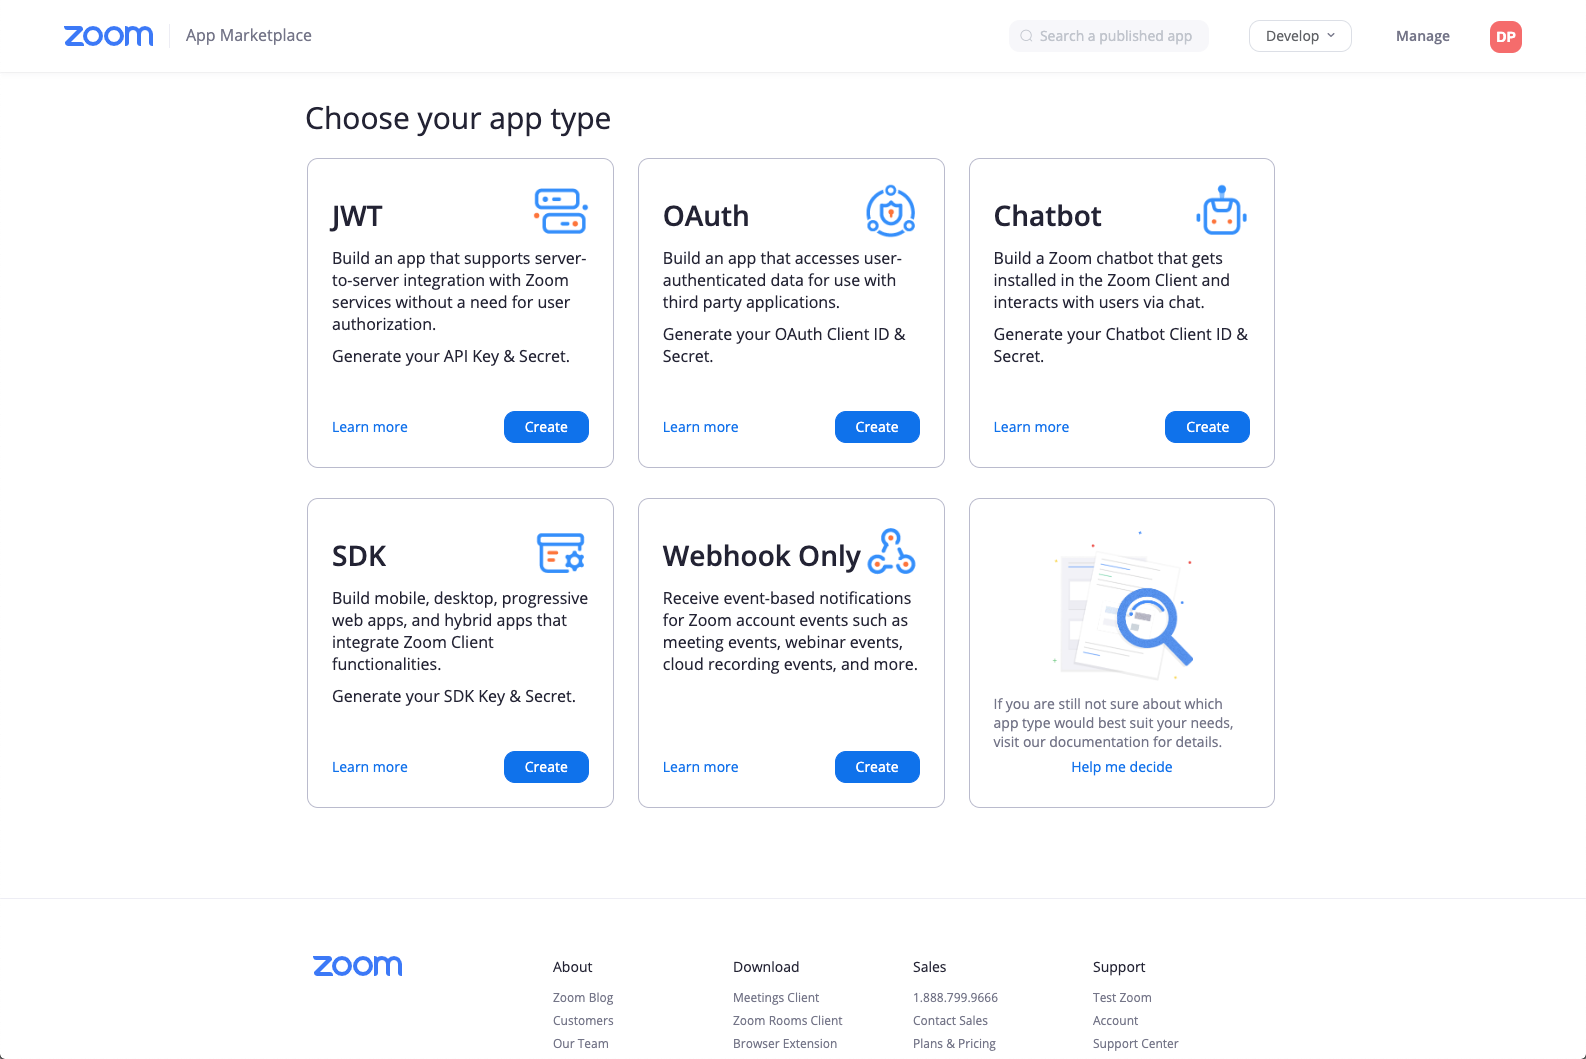 zoom
App Marketplace
Search a published app
Develop
Manage
DP
Choose your app type
JWT
Build an app that supports server-
to-server integration with Zoom
services without a need for user
authorization.
Generate your API Key & Secret.
Learn more
Create
OAuth
Build an app that accesses user-
authenticated data for use with
third party applications.
Generate your OAuth Client ID &
Secret.
Learn more
Create
Chatbot
Build a Zoom chatbot that gets
installed in the Zoom Client and
interacts with users via chat.
Generate your Chatbot Client ID &
Secret.
Learn more
Create
SDK
Build mobile, desktop, progressive
web apps, and hybrid apps that
integrate Zoom Client
functionalities.
Generate your SDK Key & Secret.
Learn more
Create
Webhook Only
Receive event-based notifications
for Zoom account events such as
meeting events, webinar events,
cloud recording events, and more.
Learn more
Create
If you are still not sure about which
app type would best suit your needs,
visit our documentation for details.
Help me decide
zoom
About
Zoom Blog
Customers
Our Team
Download
Meetings Client
Zoom Rooms Client
Browser Extension
Sales
1.888.799.9666
Contact Sales
Plans & Pricing
Support
Test Zoom
Account
Support Center